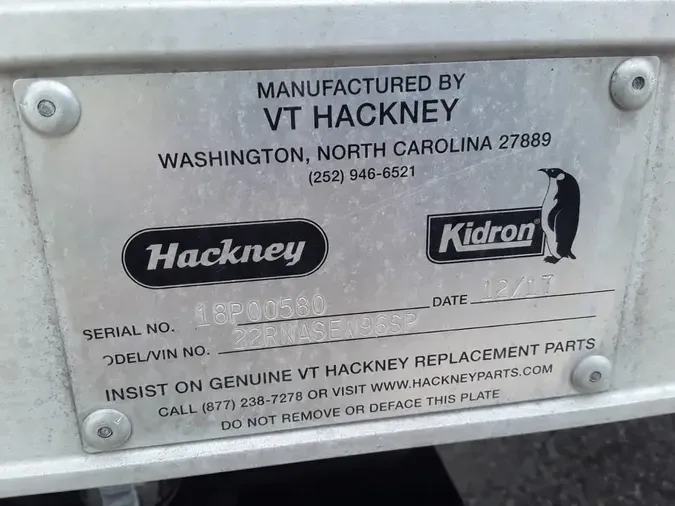 MANUFACTURED BY
VT HACKNEY
WASHINGTON, NORTH CAROLINA 27889
(252) 946-6521
Hackney
Kidron®
SERIAL NO. 18P00580 DATE 12/17
ODEL/VIN NO.
INSIST ON GENUINE VT HACKNEY REPLACEMENT PARTS
CALL (877) 238-7278 OR VISIT WWW.HACKNEYPARTS.COM
DO NOT REMOVE OR DEFACE THIS PLATE